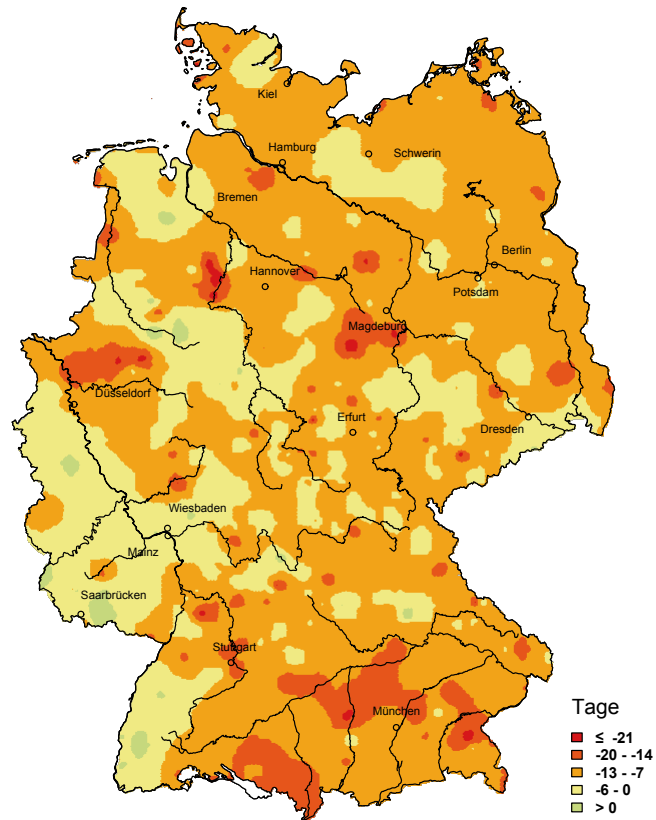 Kiel
Schwerin
Hamburg
Bremen
Berlin
Hannover
Potsdam
Magdeburg
Düsseldorf
Erfurt
Dresden
Wiesbaden
Mainz
Saarbrücken
Stuttgart
München
Tage
≤ -21
-20 - -14
-13 - -7
-6 - 0
> 0